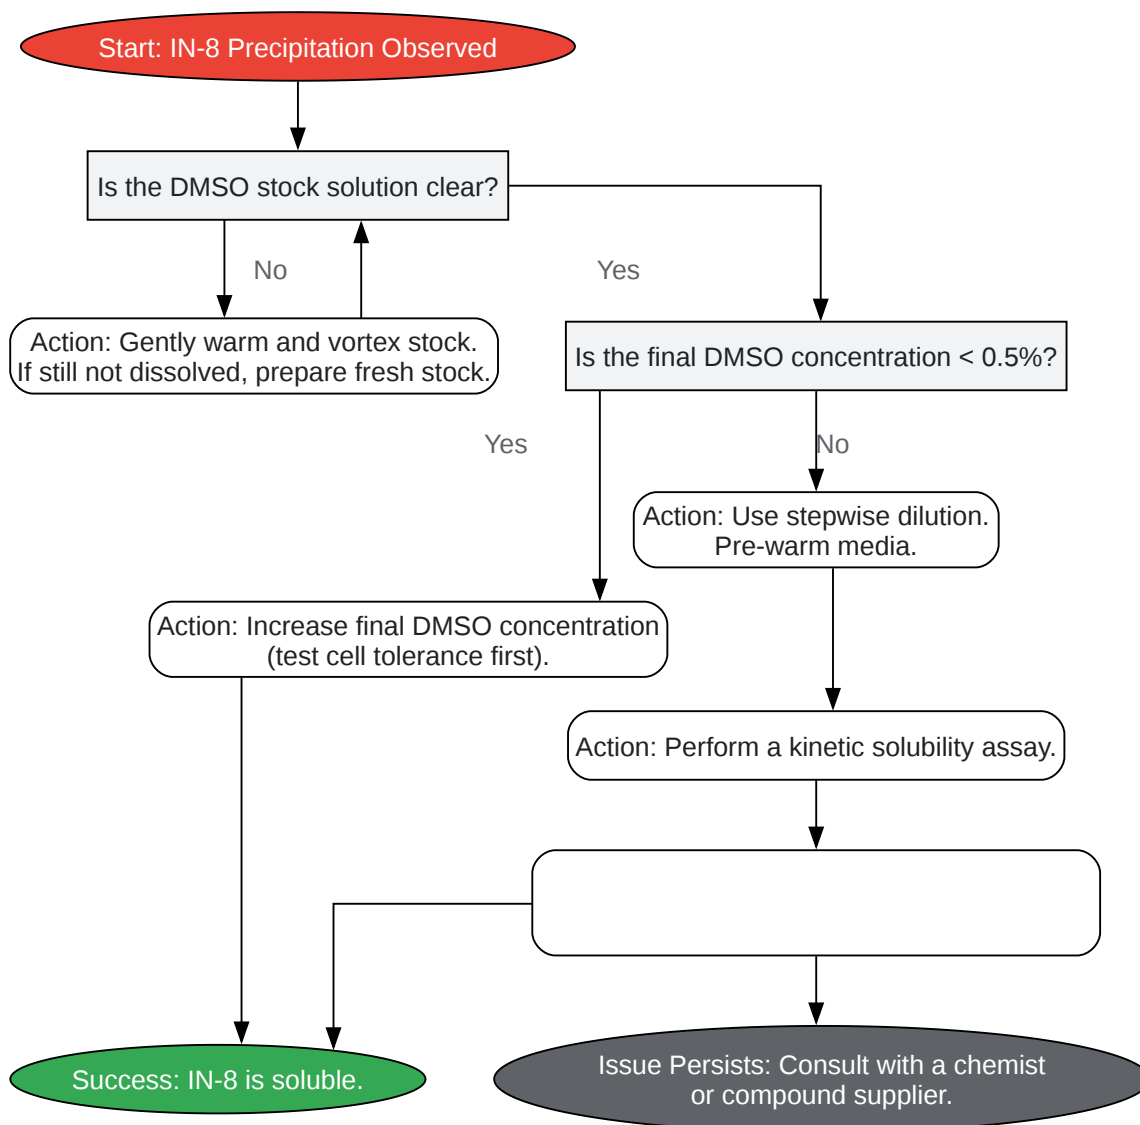 Start: IN-8 Precipitation Observed
Is the DMSO stock solution clear?
No
Yes
Action: Gently warm and vortex stock.
If still not dissolved, prepare fresh stock.
Is the final DMSO concentration < 0.5%?
Yes
No
Action: Use stepwise dilution.
Pre-warm media.
Action: Increase final DMSO concentration
(test cell tolerance first).
Action: Perform a kinetic solubility assay.
Success: IN-8 is soluble.
Issue Persists: Consult with a chemist
or compound supplier.